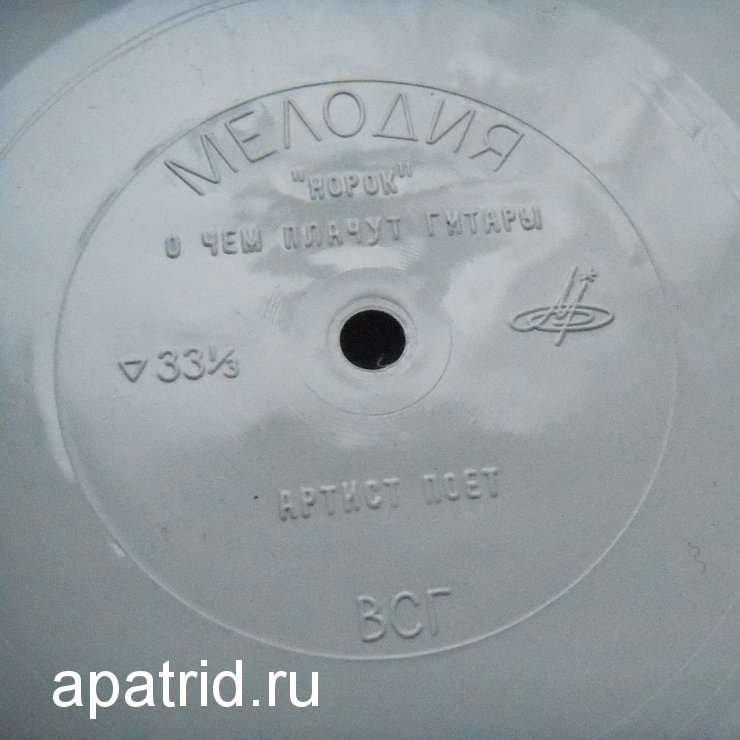 МЕЛОДИЯ
"НОРОК"
О ЧЕМ ПЛАЧУТ ГИТАРЫ
▽ 33⅓
АРТИСТ ПОЕТ
ВСГ
apatrid.ru